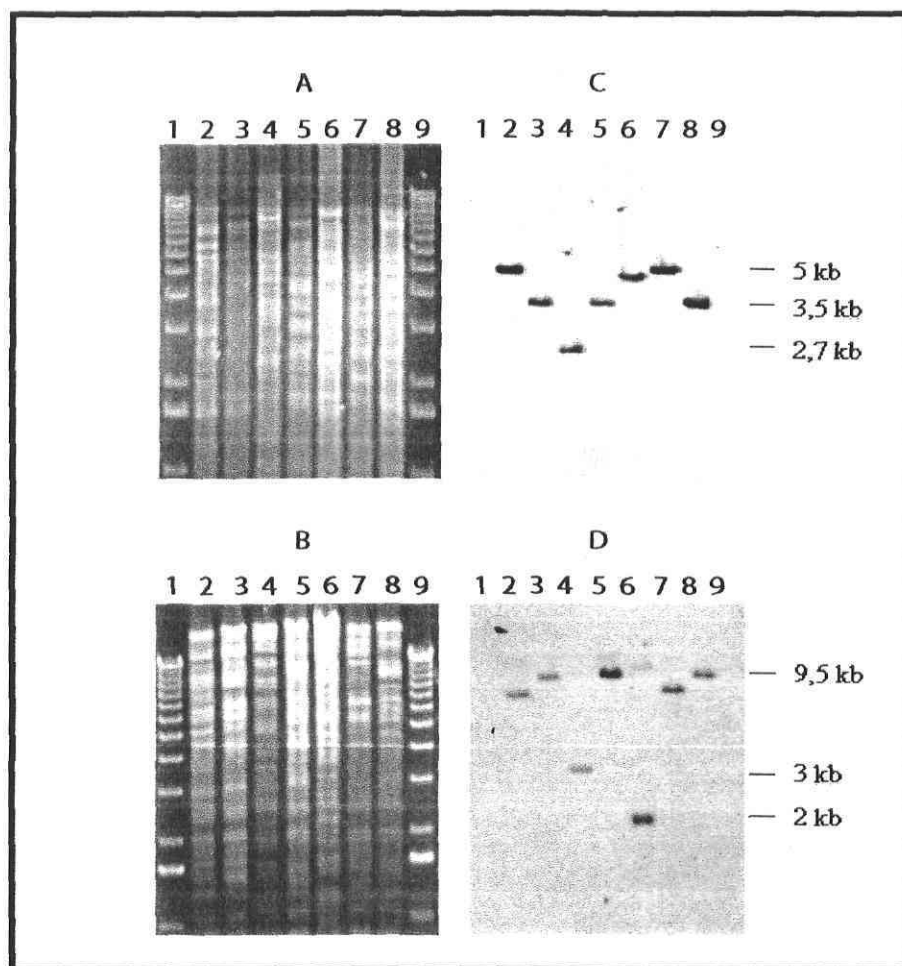 A
1 2 3 4 5 6 7 8 9
C
1 2 3 4 5 6 7 8 9
5 kb
3,5 kb
2,7 kb
B
1 2 3 4 5 6 7 8 9
D
1 2 3 4 5 6 7 8 9
9,5 kb
3 kb
2 kb